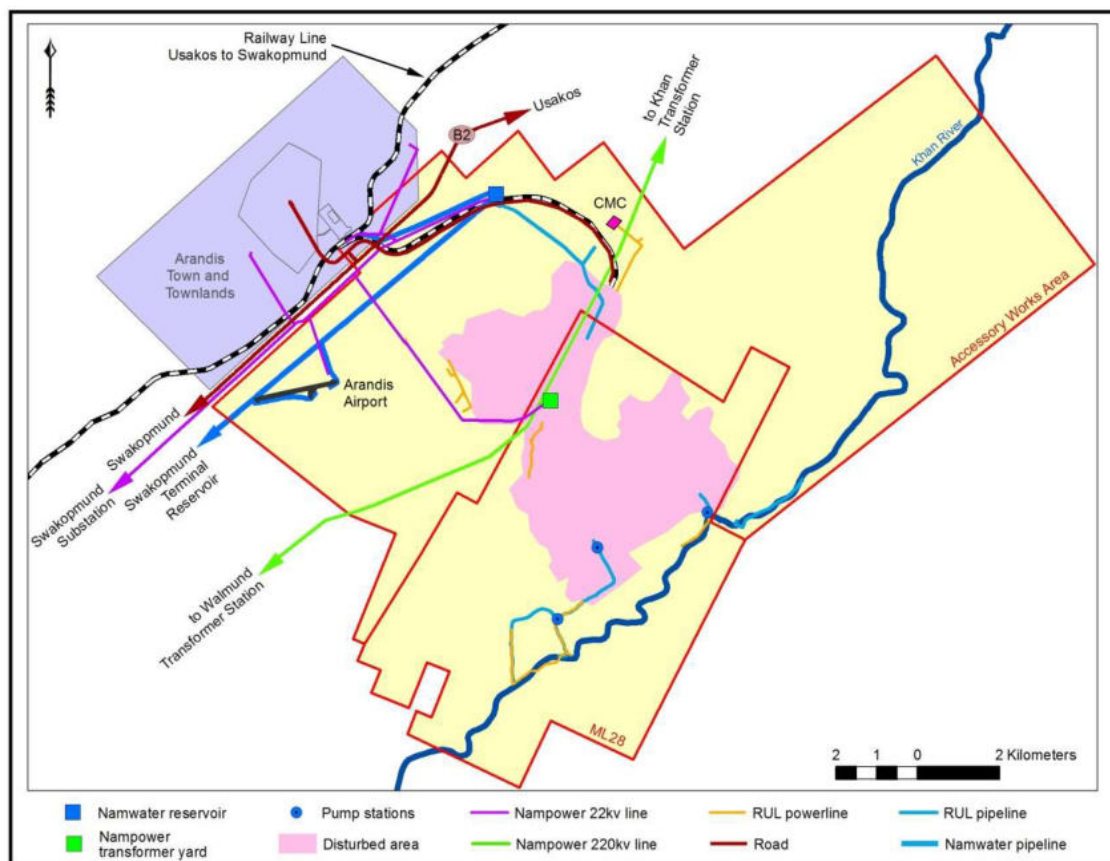 Railway Line
Usakos to Swakopmund
Usakos
B2
to Khan
Transformer
Station
Khan River
CMC
Arandis
Town and
Townlands
Accessory Works Area
Arandis
Airport
Swakopmund
Swakopmund
Terminal
Reservoir
Swakopmund
Substation
to Walmund
Transformer Station
ML28
2 1 0 2 Kilometers
Namwater reservoir
Pump stations
Nampower 22kv line
RUL powerline
RUL pipeline
Nampower
transformer yard
Disturbed area
Nampower 220kv line
Road
Namwater pipeline